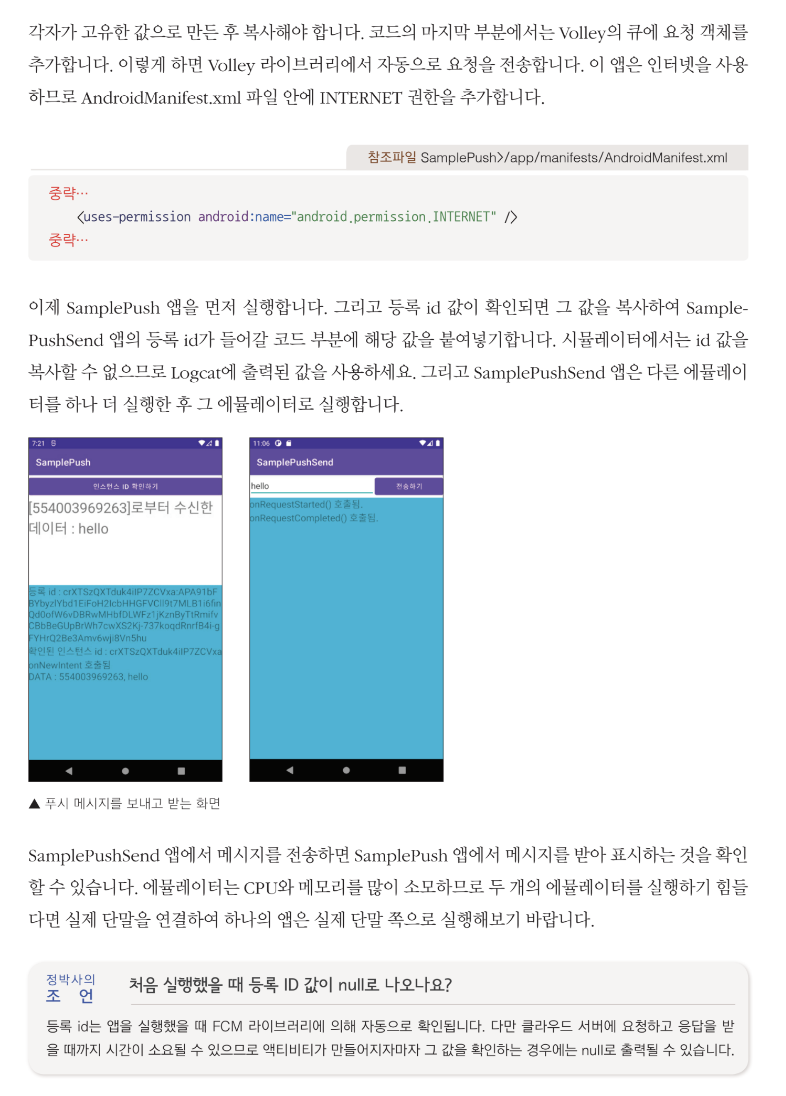 각자가 고유한 값으로 만든 후 복사해야 합니다. 코드의 마지막 부분에서는 Volley의 큐에 요청 객체를
추가합니다. 이렇게 하면 Volley 라이브러리에서 자동으로 요청을 전송합니다. 이 앱은 인터넷을 사용
하므로 AndroidManifest.xml 파일 안에 INTERNET 권한을 추가합니다.
참조파일 SamplePush>/app/manifests/AndroidManifest.xml
중략…
<uses-permission android:name="android.permission.INTERNET" />
중략…
이제 SamplePush 앱을 먼저 실행합니다. 그리고 등록 id 값이 확인되면 그 값을 복사하여 Sample-
PushSend 앱의 등록 id가 들어갈 코드 부분에 해당 값을 붙여넣기합니다. 시뮬레이터에서는 id 값을
복사할 수 없으므로 Logcat에 출력된 값을 사용하세요. 그리고 SamplePushSend 앱은 다른 에뮬레이
터를 하나 더 실행한 후 그 에뮬레이터로 실행합니다.
7:21
SamplePush
인스턴스 ID 확인하기
[554003969263]로부터 수신한
데이터 : hello
등록 id : crXTSzQXTduk4iIP7ZCVxa:APA91bF
BYbyzlYbd1EiFoH2IcbHHGFVCIl9t7MLB1i6fin
Qd0ofW6vDBRwMHbfDLWFz1jKznByTtRmifv
CBbBeGUpBrWh7cwXS2Kj-737koqdRnrfB4i-g
FYHrQ2Be3Amv6wjI8Vn5hu
확인된 인스턴스 id : crXTSzQXTduk4iIP7ZCVxa
onNewIntent 호출됨
DATA : 554003969263, hello
11:06
SamplePushSend
hello
전송하기
onRequestStarted() 호출됨.
onRequestCompleted() 호출됨.
▲ 푸시 메시지를 보내고 받는 화면
SamplePushSend 앱에서 메시지를 전송하면 SamplePush 앱에서 메시지를 받아 표시하는 것을 확인
할 수 있습니다. 에뮬레이터는 CPU와 메모리를 많이 소모하므로 두 개의 에뮬레이터를 실행하기 힘들
다면 실제 단말을 연결하여 하나의 앱은 실제 단말 쪽으로 실행해보기 바랍니다.
정박사의
조 언
처음 실행했을 때 등록 ID 값이 null로 나오나요?
등록 id는 앱을 실행했을 때 FCM 라이브러리에 의해 자동으로 확인됩니다. 다만 클라우드 서버에 요청하고 응답을 받
을 때까지 시간이 소요될 수 있으므로 액티비티가 만들어지자마자 그 값을 확인하는 경우에는 null로 출력될 수 있습니다.